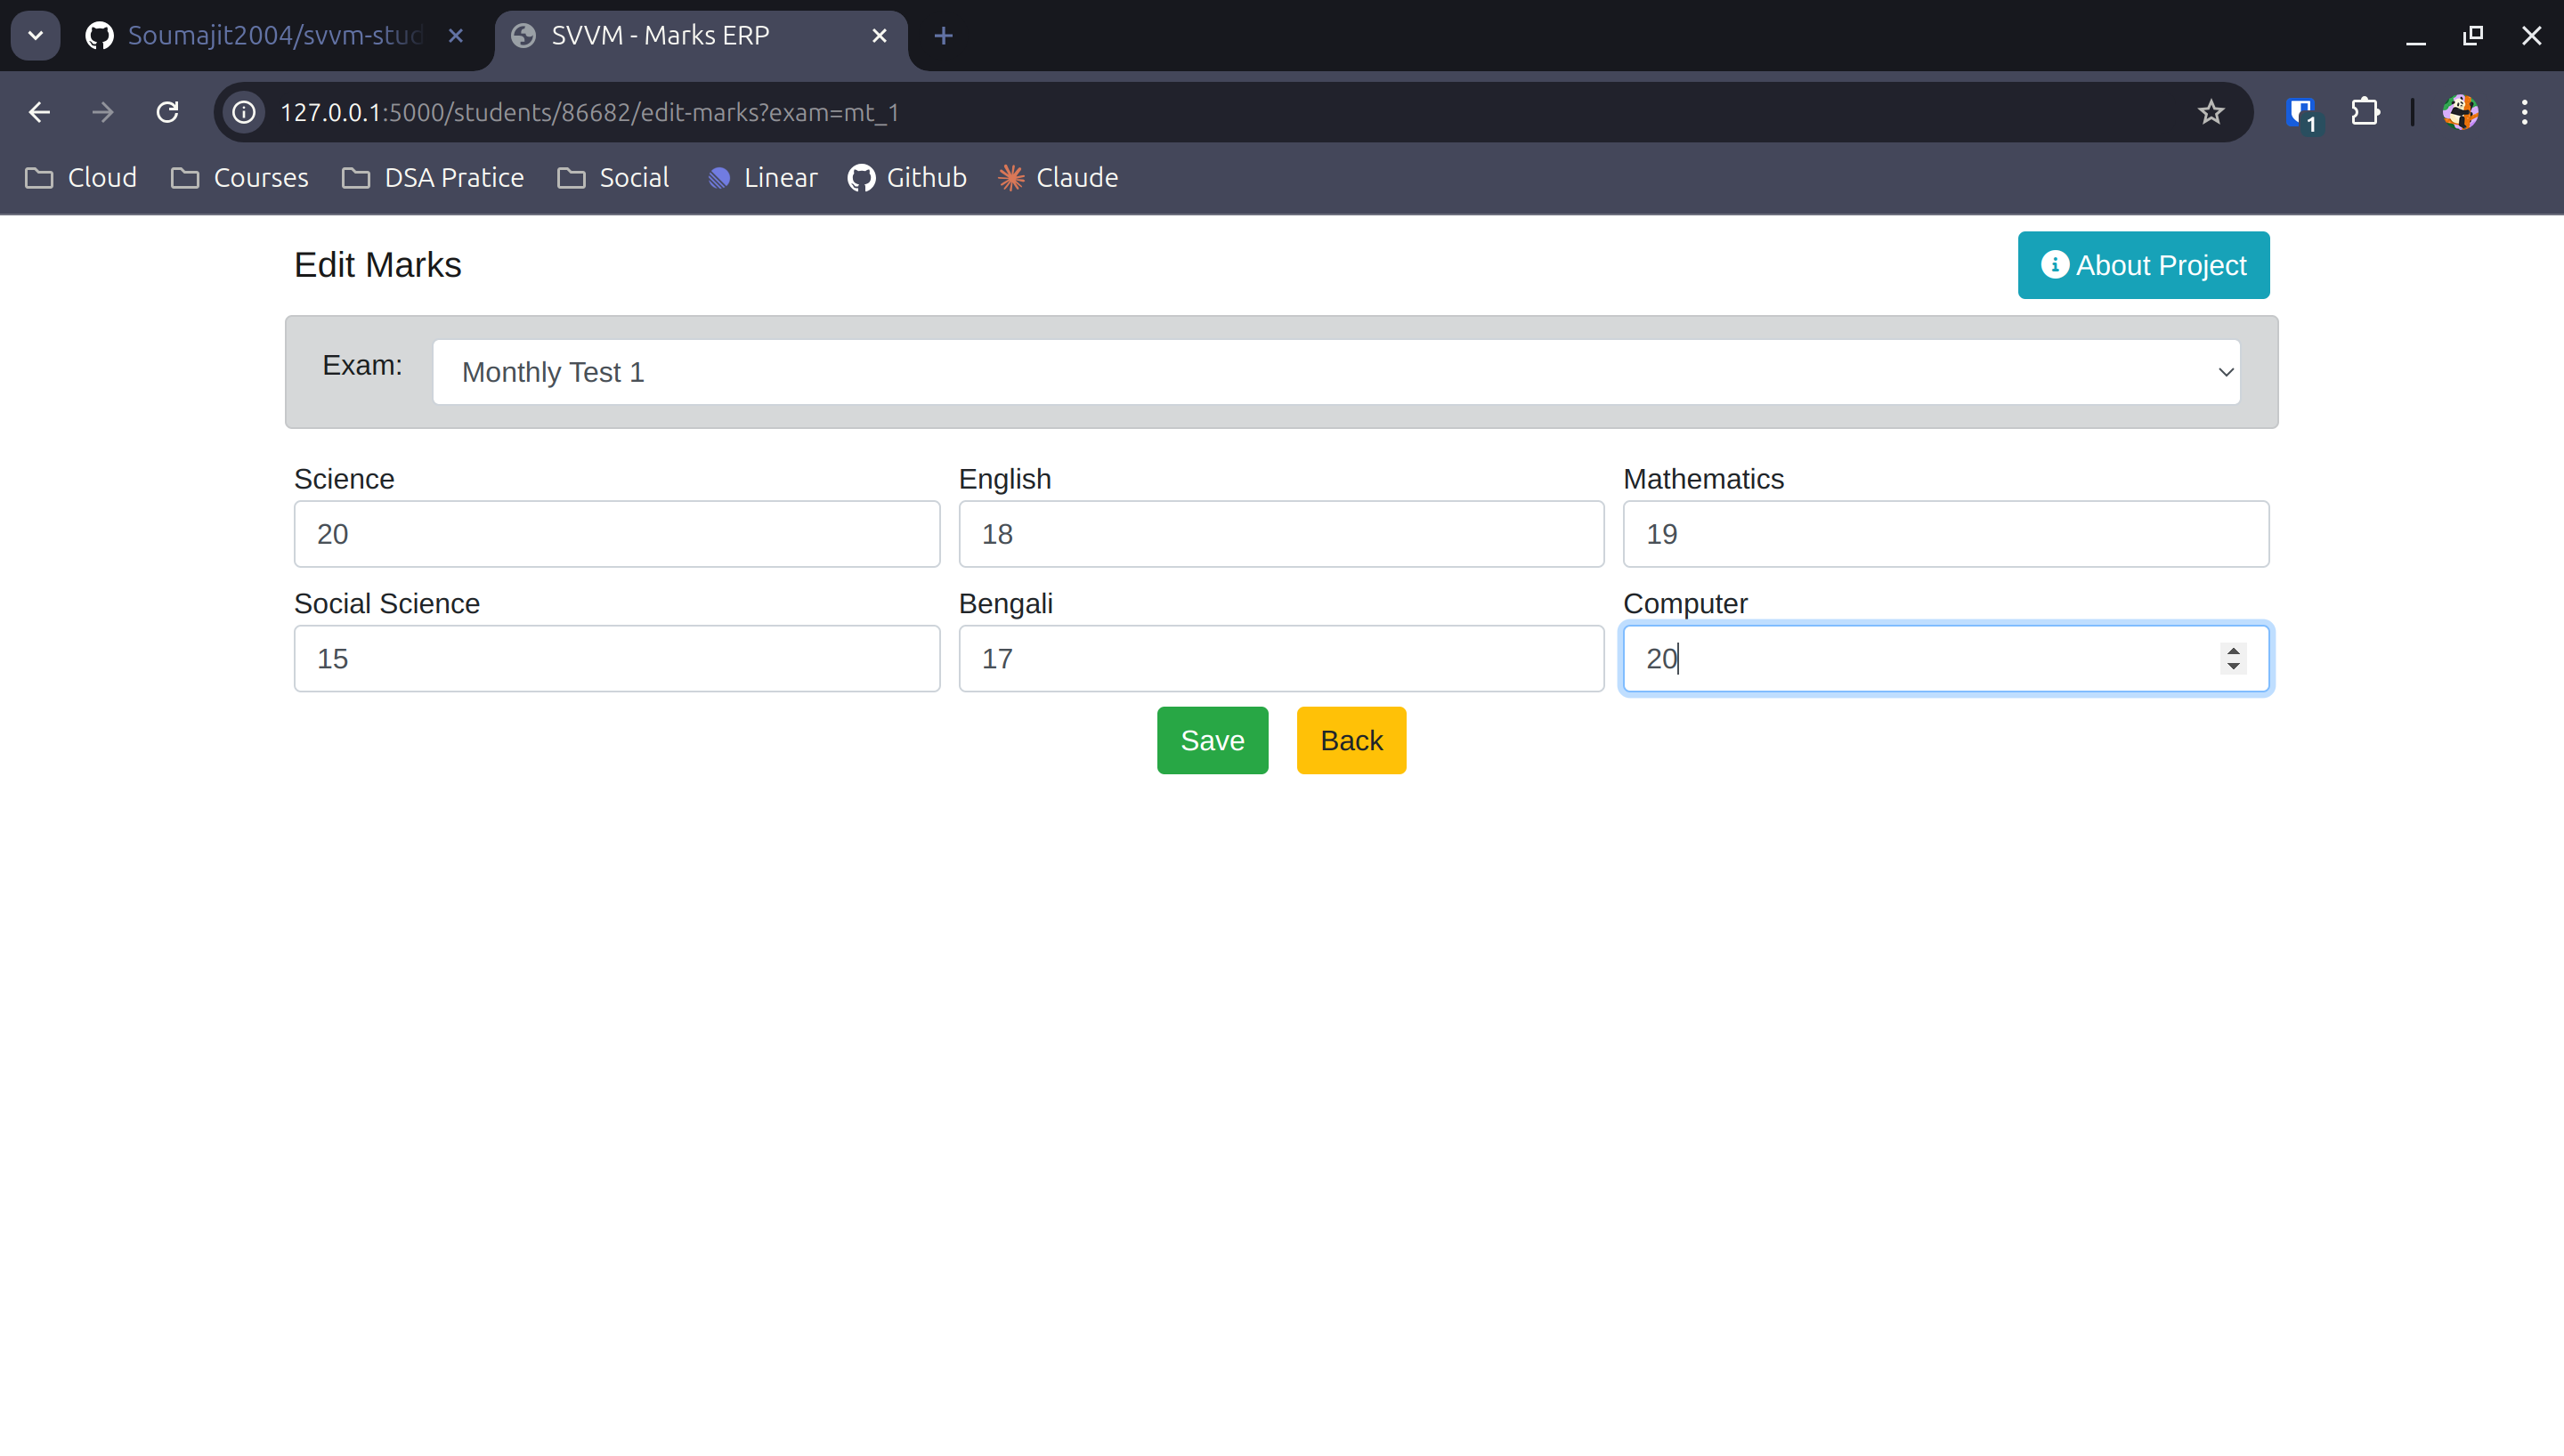 Soumajit2004/svvm-stud
SVVM - Marks ERP
127.0.0.1:5000/students/86682/edit-marks?exam=mt_1
1
Cloud Courses DSA Pratice Social Linear Github Claude
Edit Marks
About Project
Exam: Monthly Test 1
Science English Mathematics
20 18 19
Social Science Bengali Computer
15 17 20
Save Back